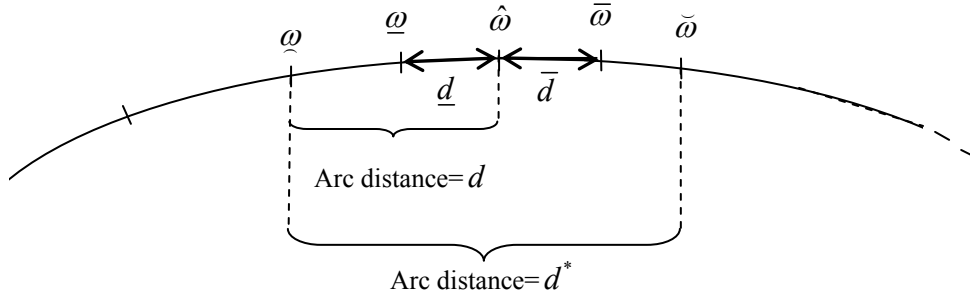 ω̯ ω̲ ω̂ ω̅ ω̆
d̲ d̅
Arc distance= d
Arc distance= d*